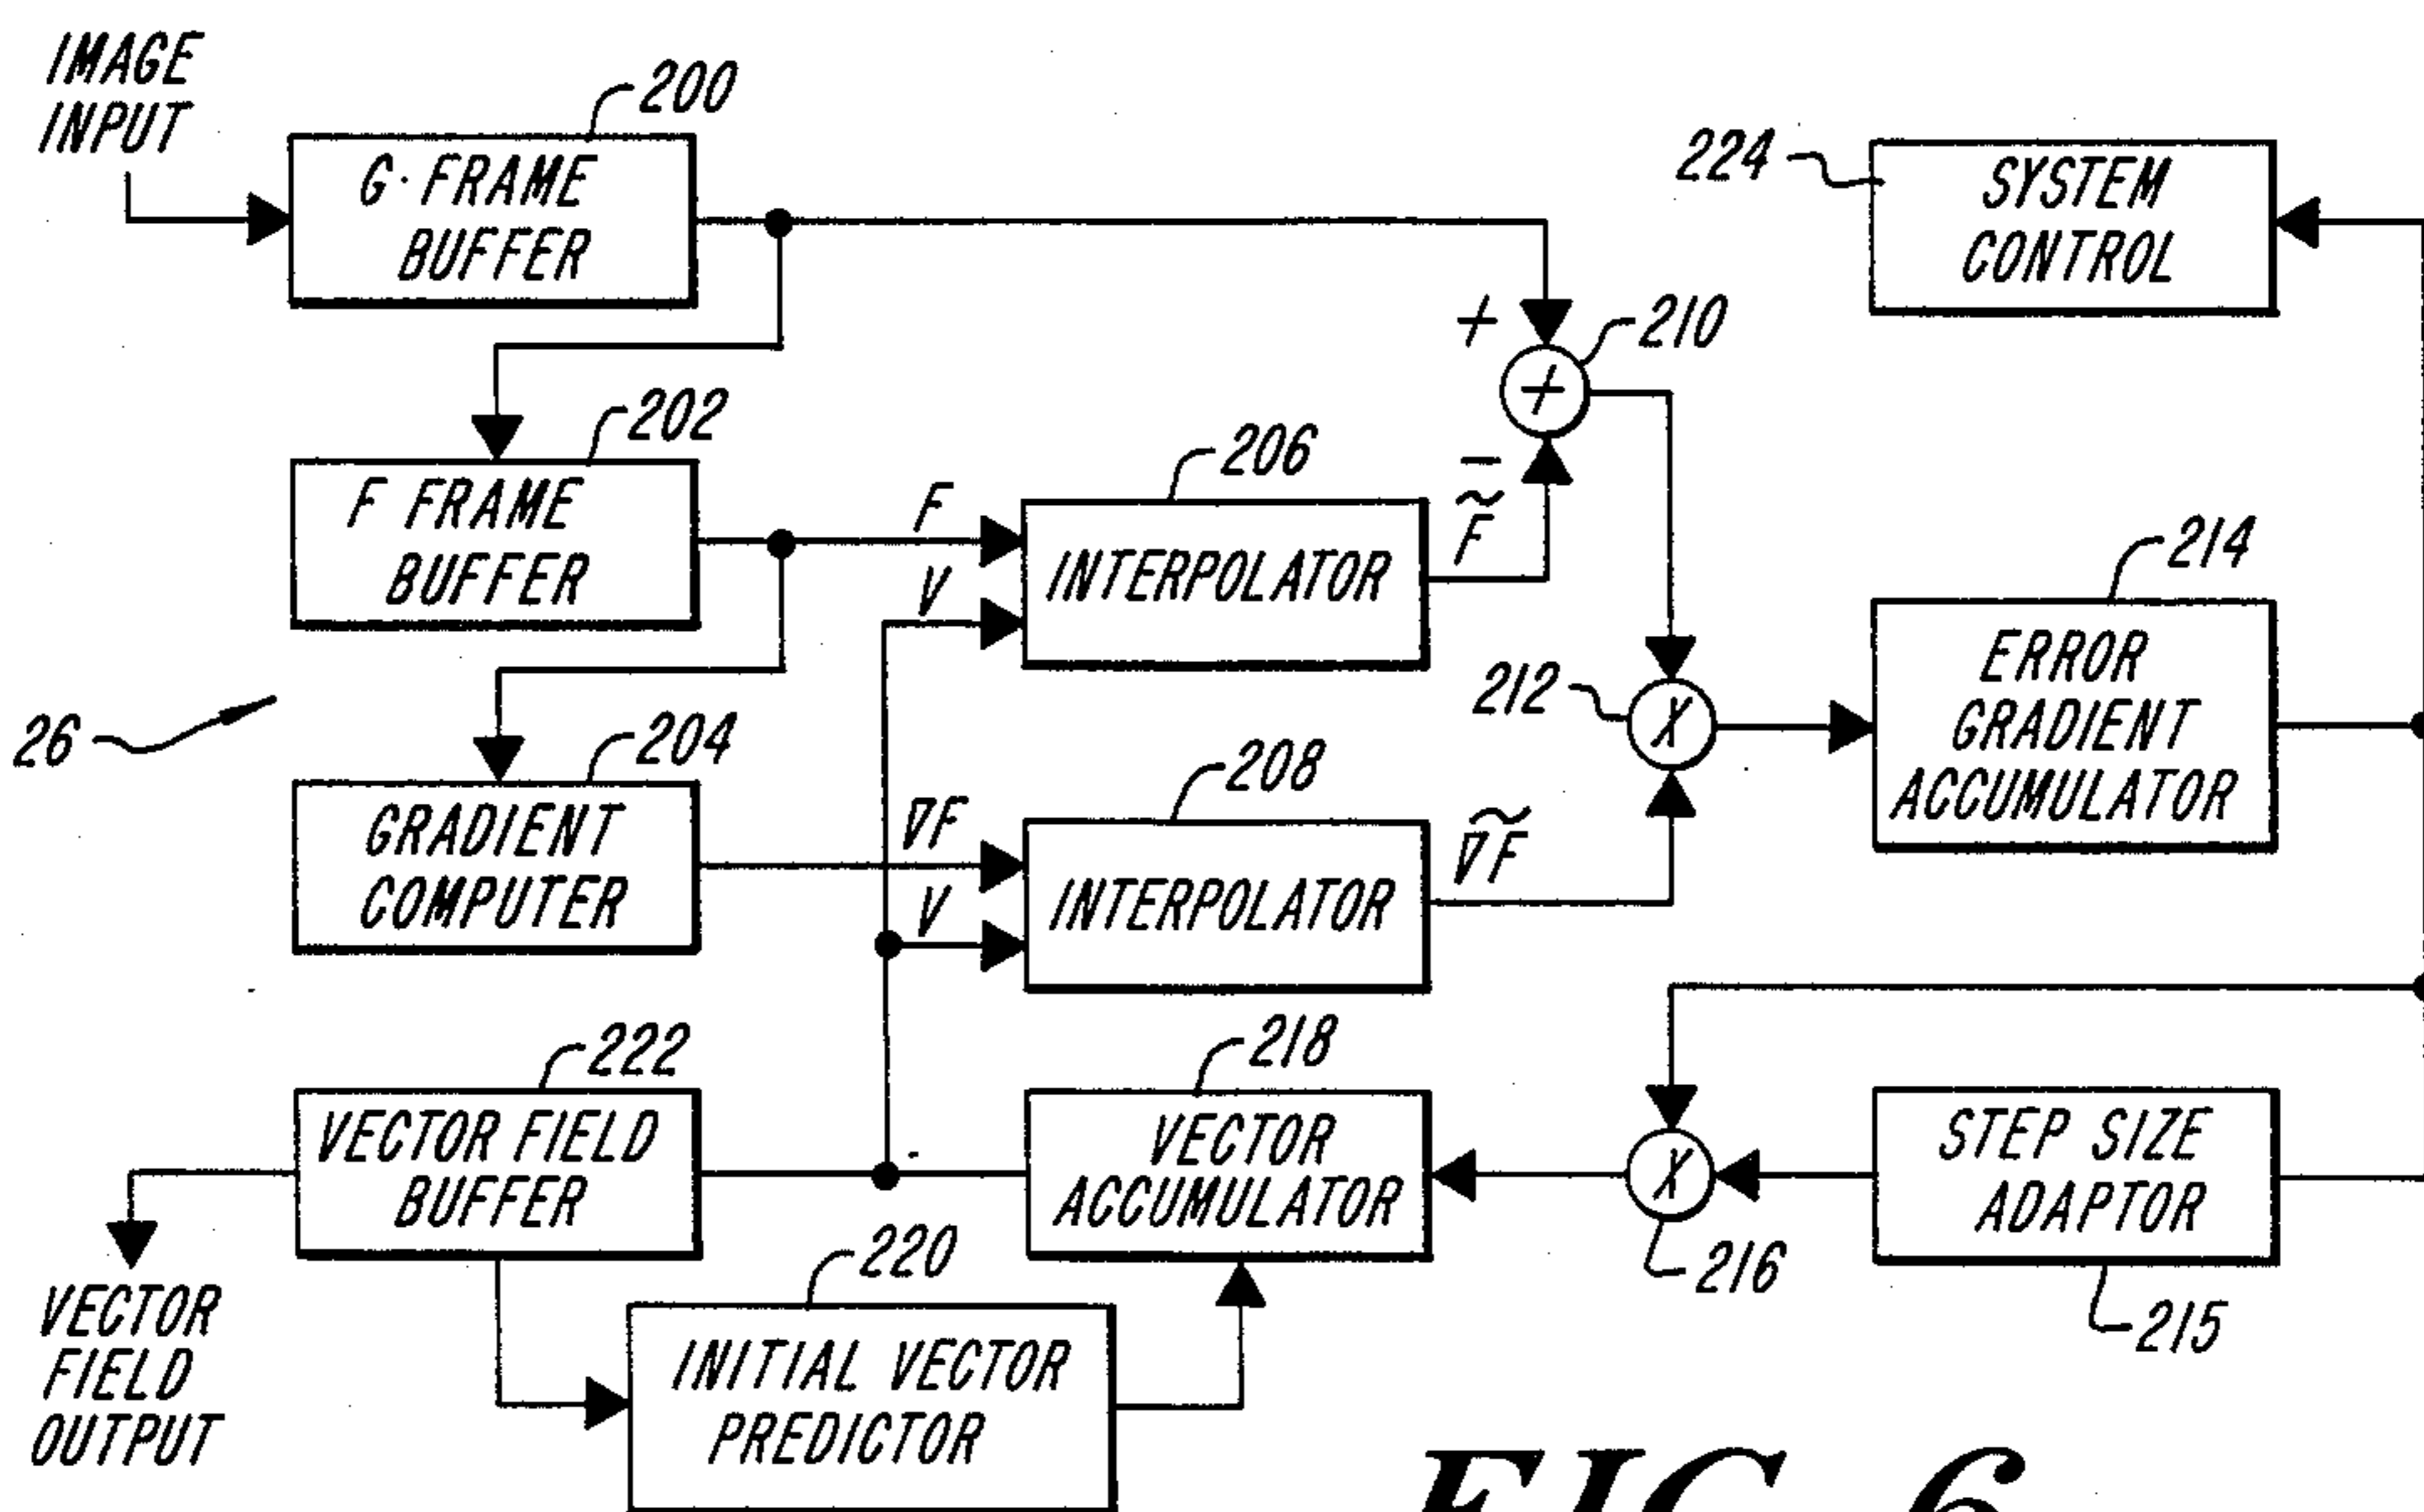 IMAGE
INPUT
200
G·FRAME
BUFFER
224
SYSTEM
CONTROL
+
210
+
202
F FRAME
BUFFER
F
V
206
INTERPOLATOR
−
F̃
214
ERROR
GRADIENT
ACCUMULATOR
212
X
26
204
GRADIENT
COMPUTER
∇F
V
208
INTERPOLATOR
∇̃F
222
VECTOR FIELD
BUFFER
218
VECTOR
ACCUMULATOR
X
216
STEP SIZE
ADAPTOR
215
220
INITIAL VECTOR
PREDICTOR
VECTOR
FIELD
OUTPUT
FIG. 6